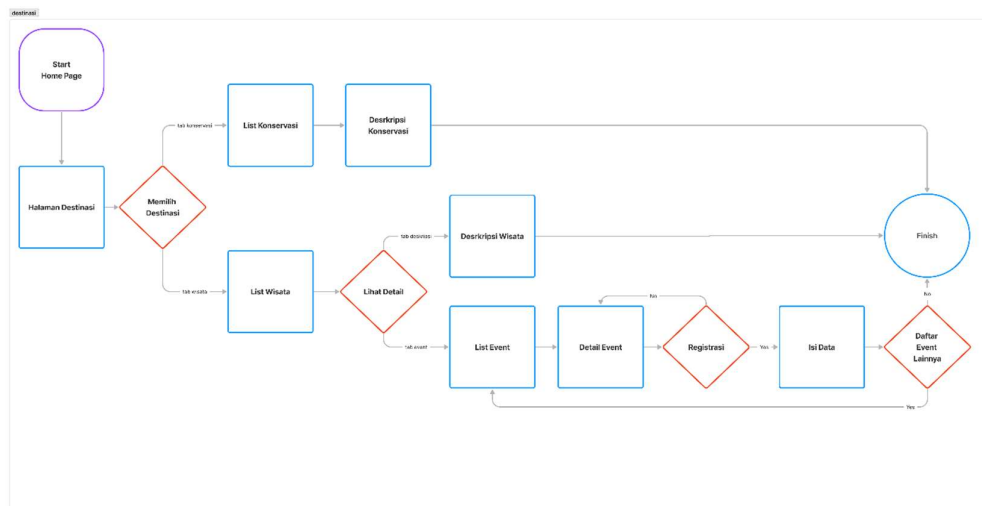 destinasi
Start
Home Page
tab konservasi
List Konservasi
Desrkripsi
Konservasi
Halaman Destinasi
Memilih
Destinasi
tab destinasi
Desrkripsi Wisata
Finish
tab wisata
List Wisata
Lihat Detail
No
No
tab event
List Event
Detail Event
Registrasi
Yes
Isi Data
Daftar
Event
Lainnya
Yes